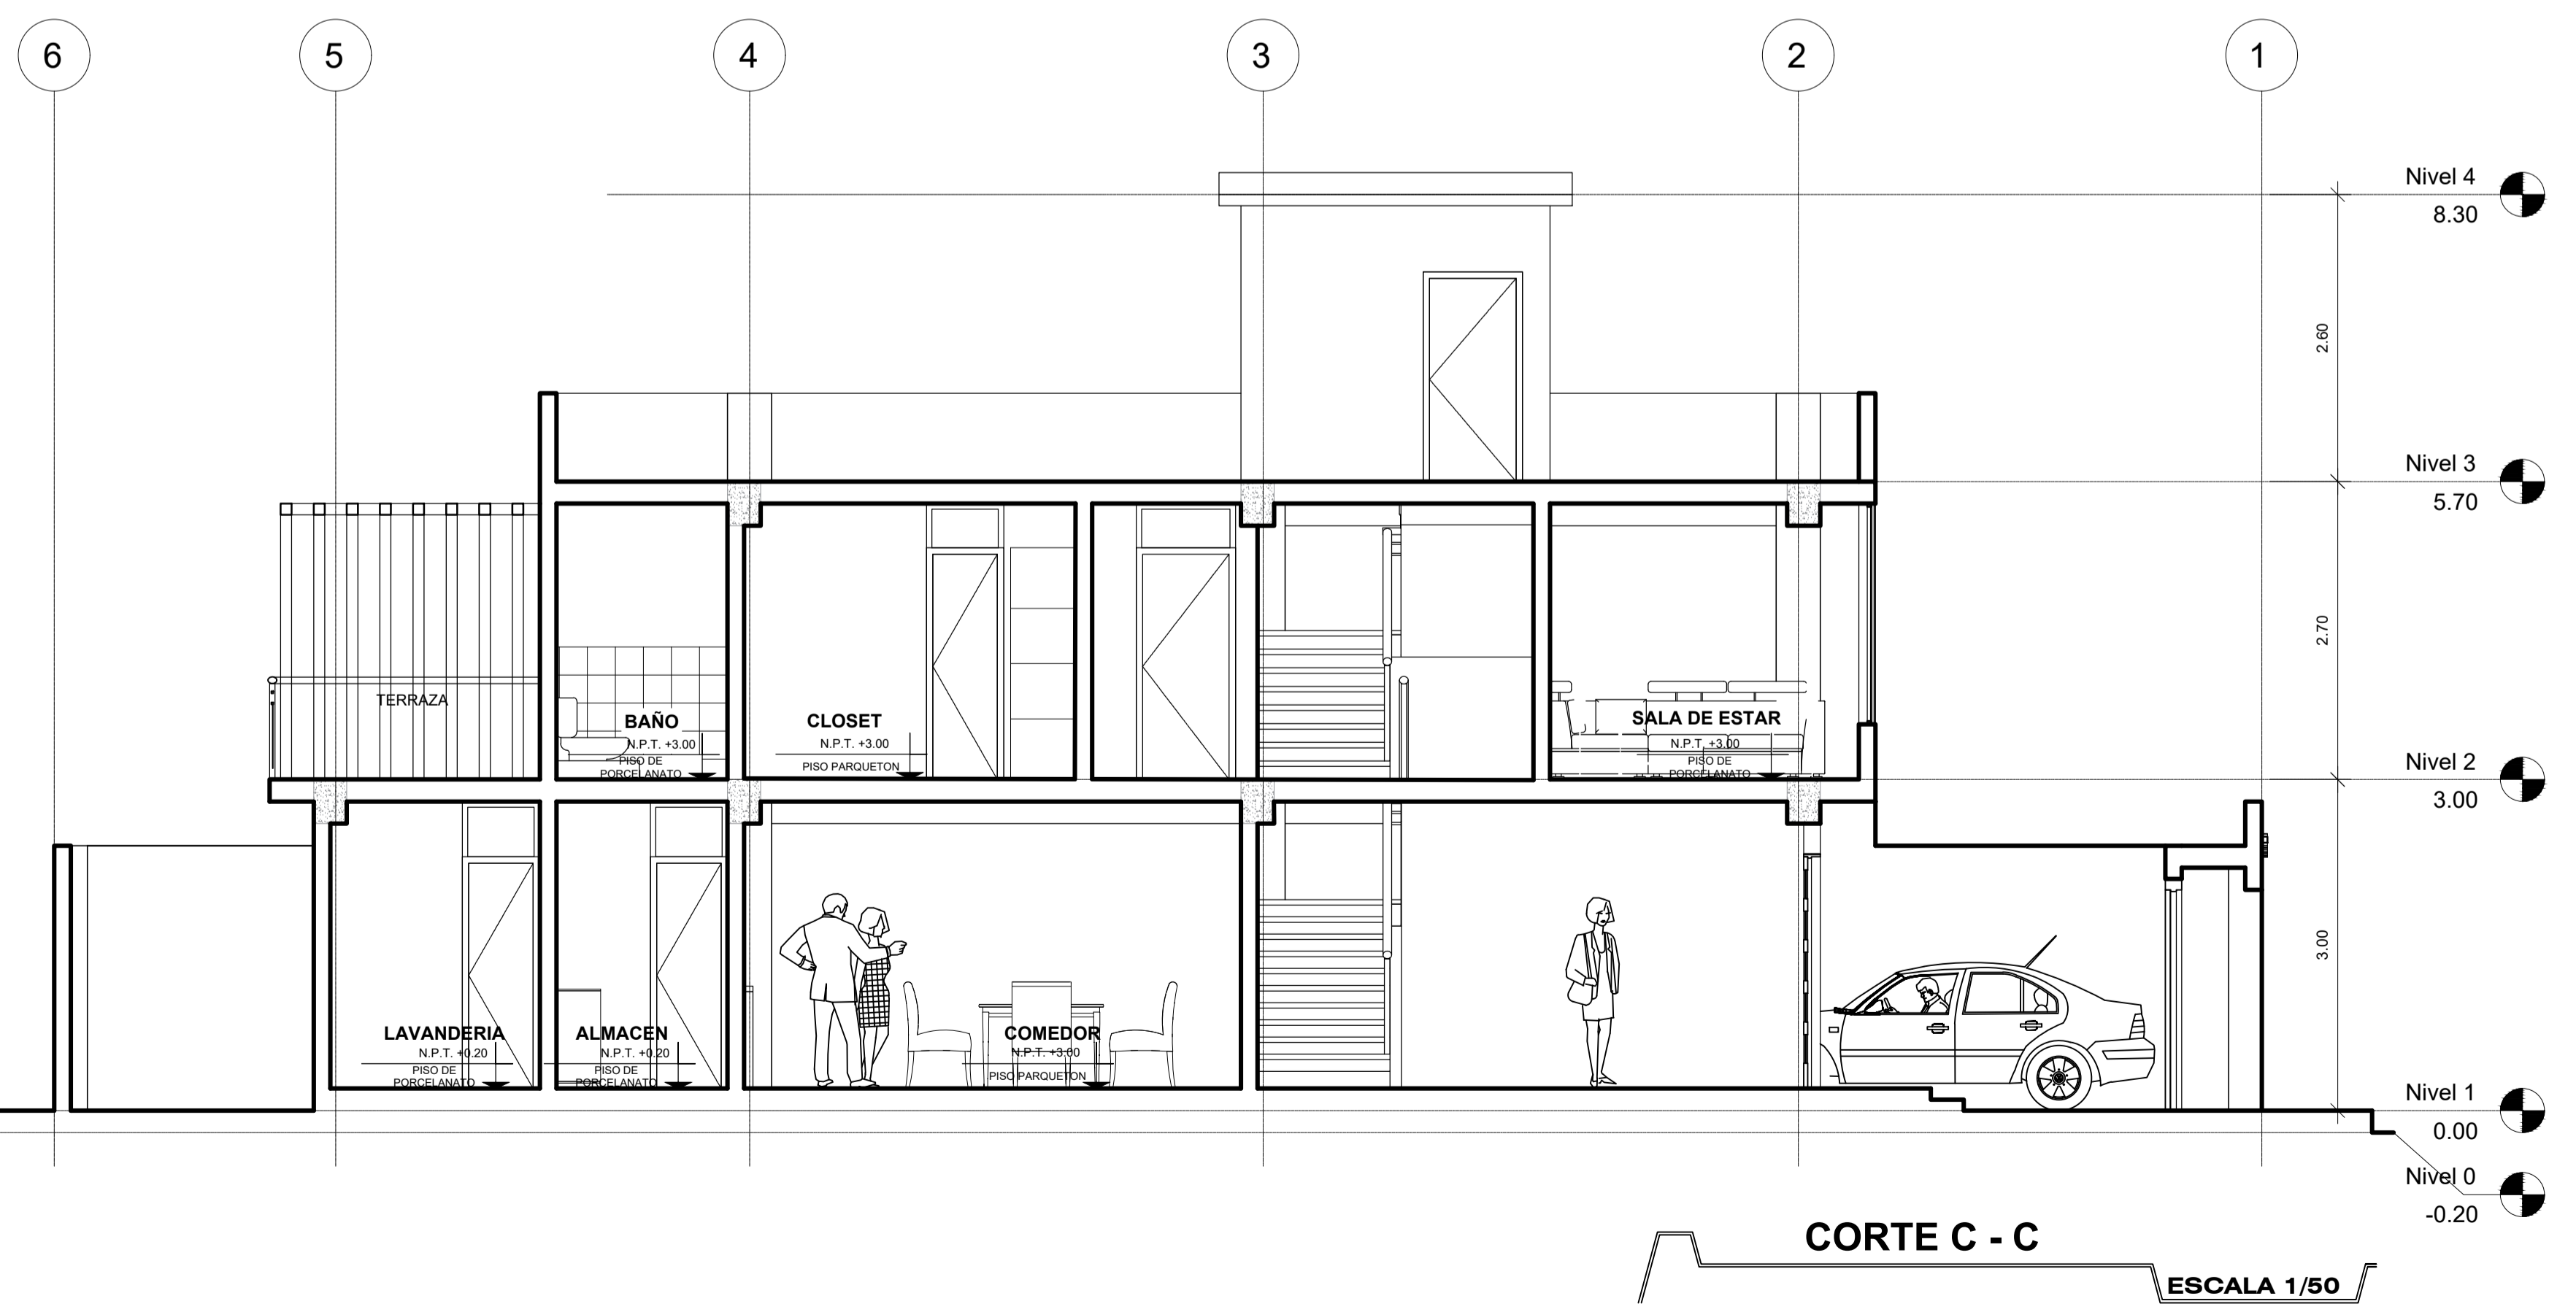 6
5
4
3
2
1
Nivel 4
8.30
2.60
Nivel 3
5.70
2.70
TERRAZA
BAÑO
N.P.T. +3.00
PISO DE
PORCELANATO
CLOSET
N.P.T. +3.00
PISO PARQUETON
SALA DE ESTAR
N.P.T. +3.00
PISO DE
PORCELANATO
Nivel 2
3.00
3.00
LAVANDERIA
N.P.T. +0.20
PISO DE
PORCELANATO
ALMACEN
N.P.T. +0.20
PISO DE
PORCELANATO
COMEDOR
N.P.T. +3.00
PISO PARQUETON
Nivel 1
0.00
Nivel 0
-0.20
CORTE C - C
ESCALA 1/50